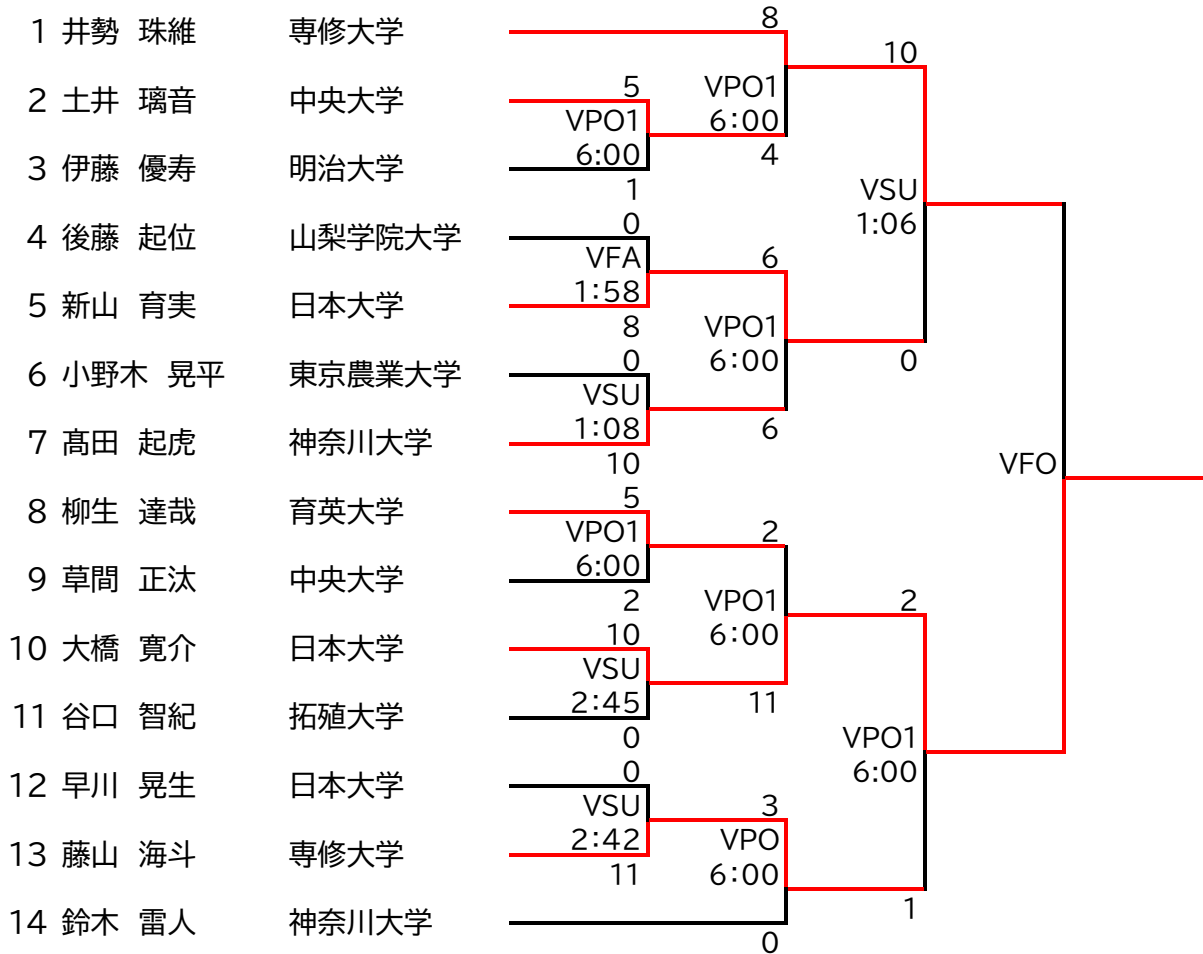 1 井勢 珠維 専修大学
2 土井 璃音 中央大学
3 伊藤 優寿 明治大学
4 後藤 起位 山梨学院大学
5 新山 育実 日本大学
6 小野木 晃平 東京農業大学
7 髙田 起虎 神奈川大学
8 柳生 達哉 育英大学
9 草間 正汰 中央大学
10 大橋 寛介 日本大学
11 谷口 智紀 拓殖大学
12 早川 晃生 日本大学
13 藤山 海斗 専修大学
14 鈴木 雷人 神奈川大学
5
VPO1
6:00
1
0
VFA
1:58
8
0
VSU
1:08
10
5
VPO1
6:00
2
10
VSU
2:45
0
0
VSU
2:42
11
8
VPO1
6:00
4
6
VPO1
6:00
6
2
VPO1
6:00
11
3
VPO
6:00
0
10
VSU
1:06
0
2
VPO1
6:00
1
VFO